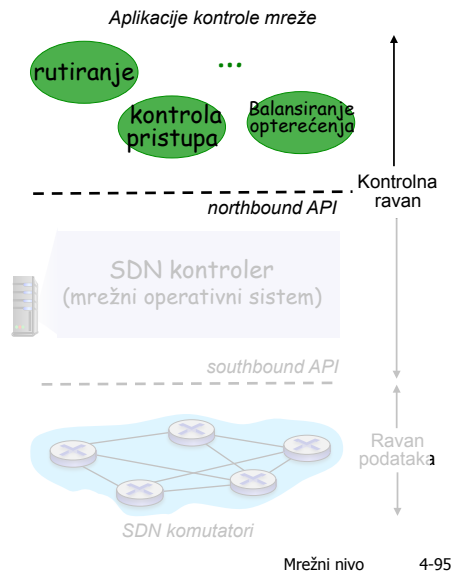 Aplikacije kontrole mreže
rutiranje
...
kontrola
pristupa
Balansiranje
opterećenja
Kontrolna
ravan
northbound API
SDN kontroler
(mrežni operativni sistem)
southbound API
Ravan
podataka
SDN komutatori
Mrežni nivo 4-95